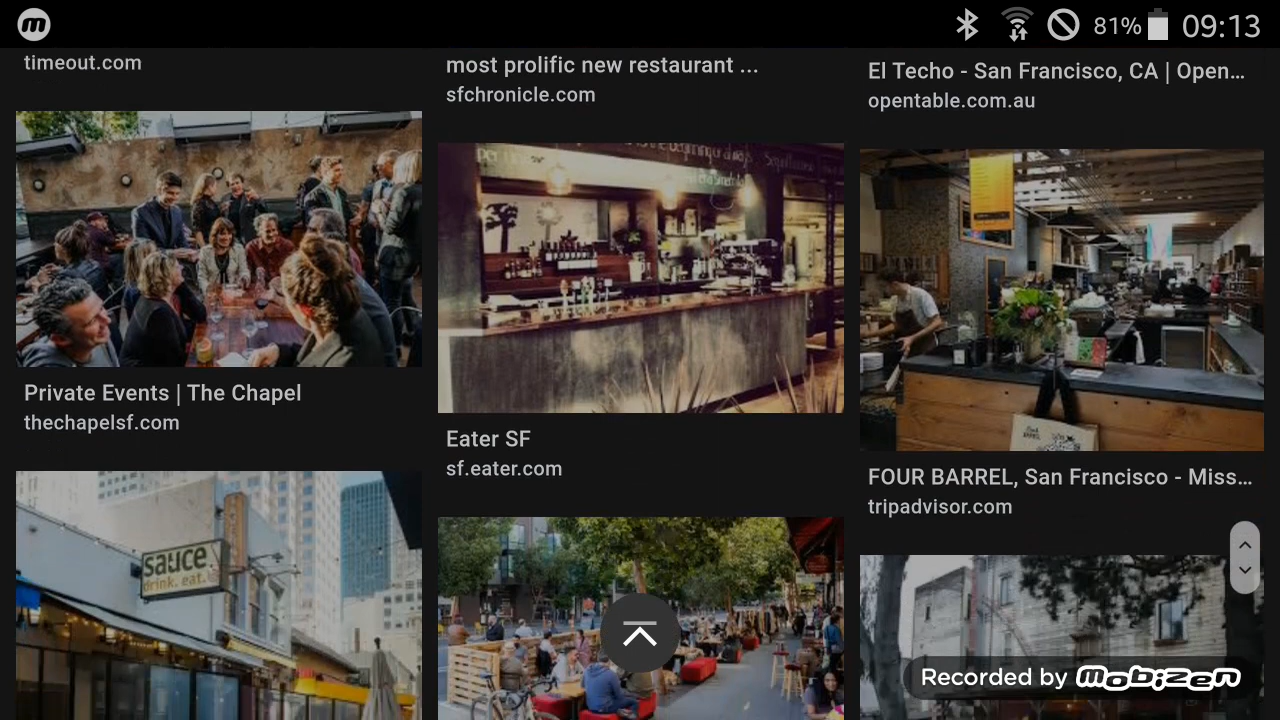 81% 09:13
timeout.com
most prolific new restaurant ...
sfchronicle.com
El Techo - San Francisco, CA | Open...
opentable.com.au
Private Events | The Chapel
thechapelsf.com
Eater SF
sf.eater.com
FOUR BARREL, San Francisco - Miss...
tripadvisor.com
sauce.
drink. eat.
Recorded by mobizen